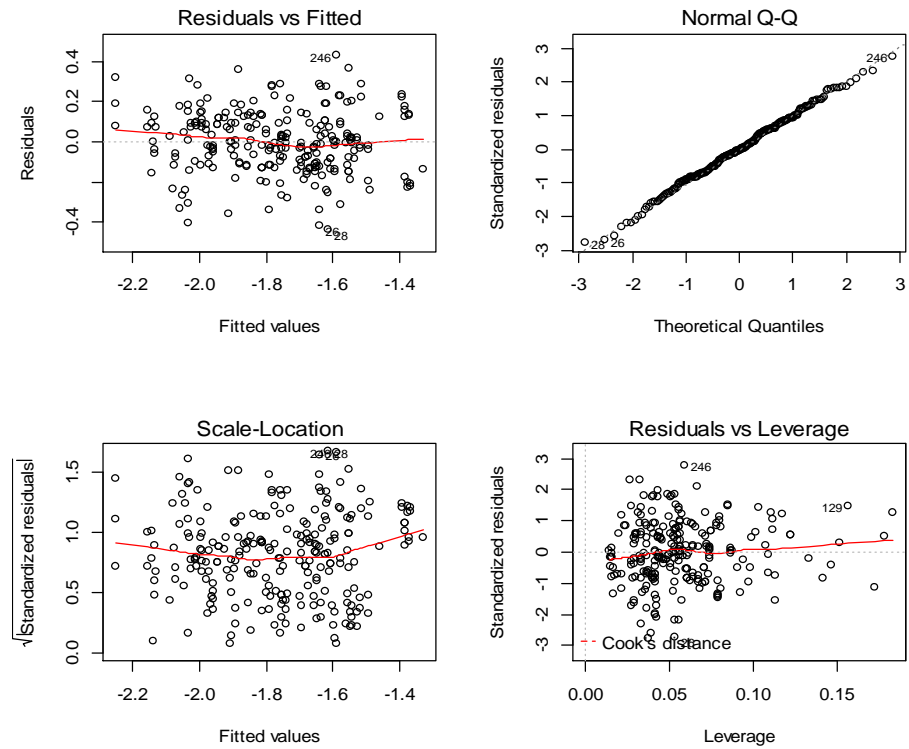 Residuals vs Fitted
Residuals
0.4
0.2
0.0
-0.4
246
26
28
-2.2 -2.0 -1.8 -1.6 -1.4
Fitted values
Normal Q-Q
Standardized residuals
3
2
1
0
-1
-2
-3
246
28 26
-3 -2 -1 0 1 2 3
Theoretical Quantiles
Scale-Location
√|Standardized residuals|
1.5
1.0
0.5
0.0
28
-2.2 -2.0 -1.8 -1.6 -1.4
Fitted values
Residuals vs Leverage
Standardized residuals
3
2
1
0
-1
-2
-3
246
129
Cook's distance
0.00 0.05 0.10 0.15
Leverage